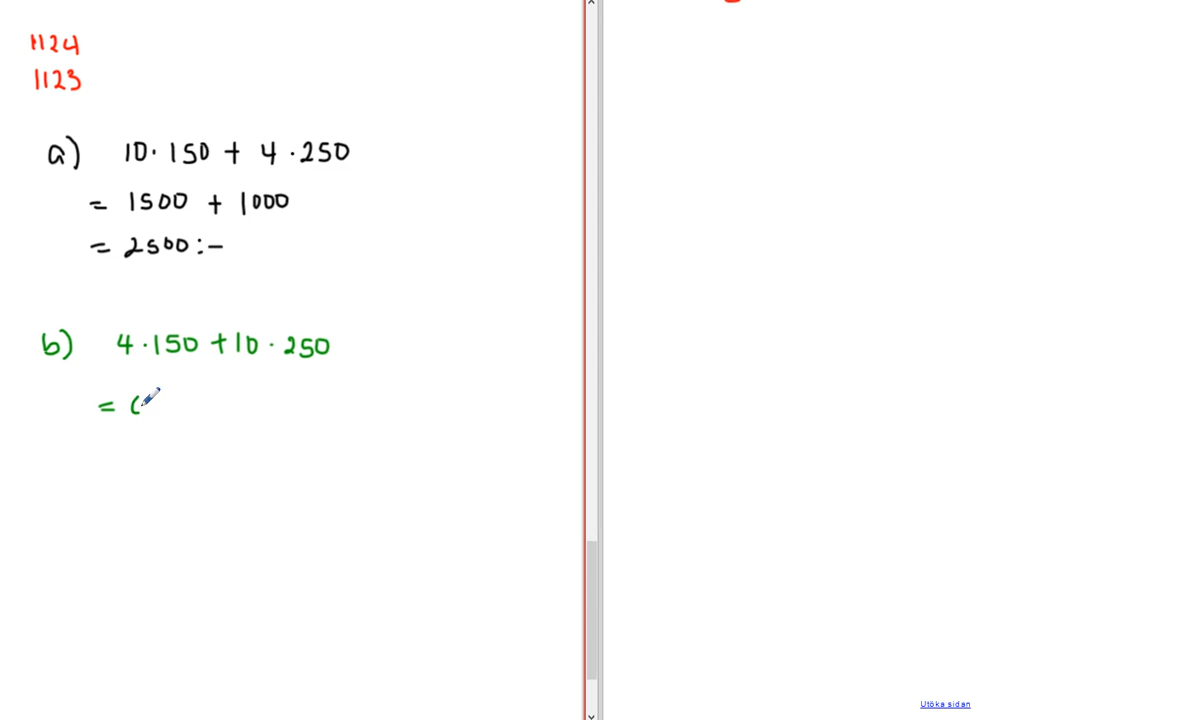 1124
1123
a) 10·150 + 4·250
= 1500 + 1000
= 2500:-
b) 4·150 + 10·250
= (
Utöka sidan